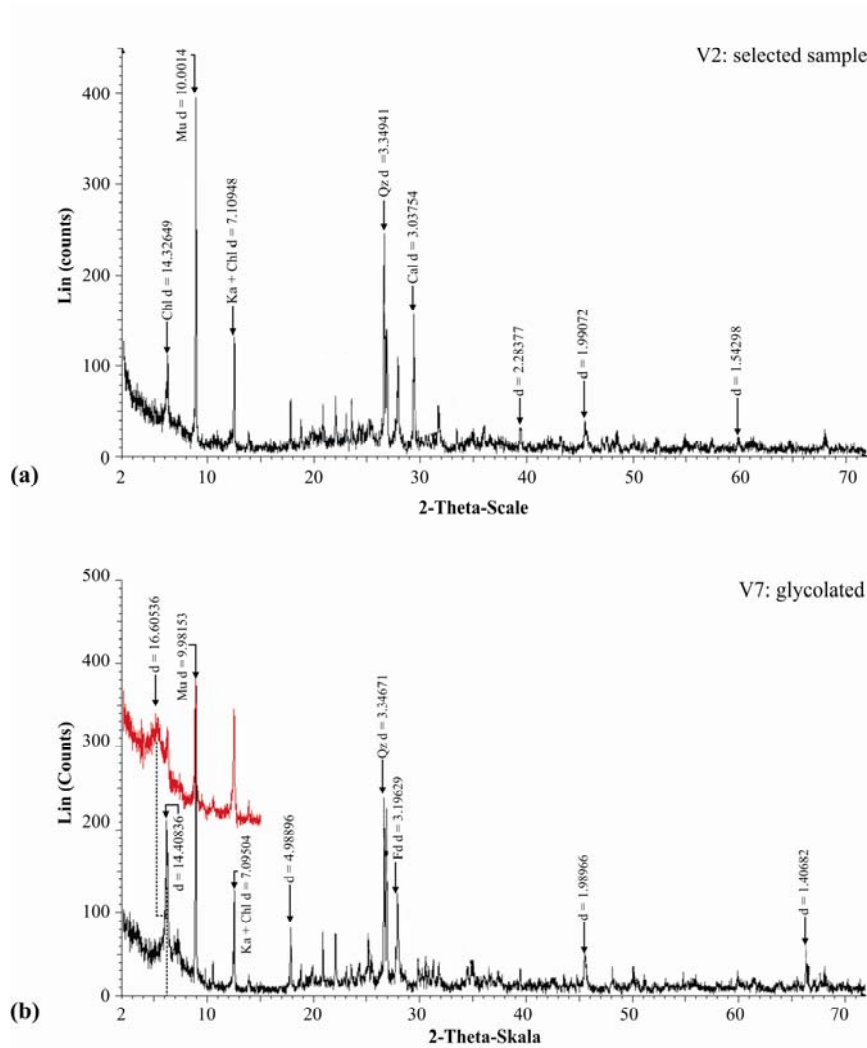 V2: selected sample
Lin (counts)
400
300
200
100
0
Chl d = 14.32649
Mu d = 10.0014
Ka + Chl d = 7.10948
Qz d =3.34941
Cal d = 3.03754
d = 2.28377
d = 1.99072
d = 1.54298
2 10 20 30 40 50 60 70
(a)
2-Theta-Scale
V7: glycolated
Lin (Counts)
500
400
300
200
100
0
d = 16.60536
d = 14.40836
Mu d = 9.98153
Ka + Chl d = 7.09504
d = 4.98896
Qz d = 3.34671
Fd d = 3.19629
d = 1.98966
d = 1.40682
2 10 20 30 40 50 60 70
(b)
2-Theta-Skala